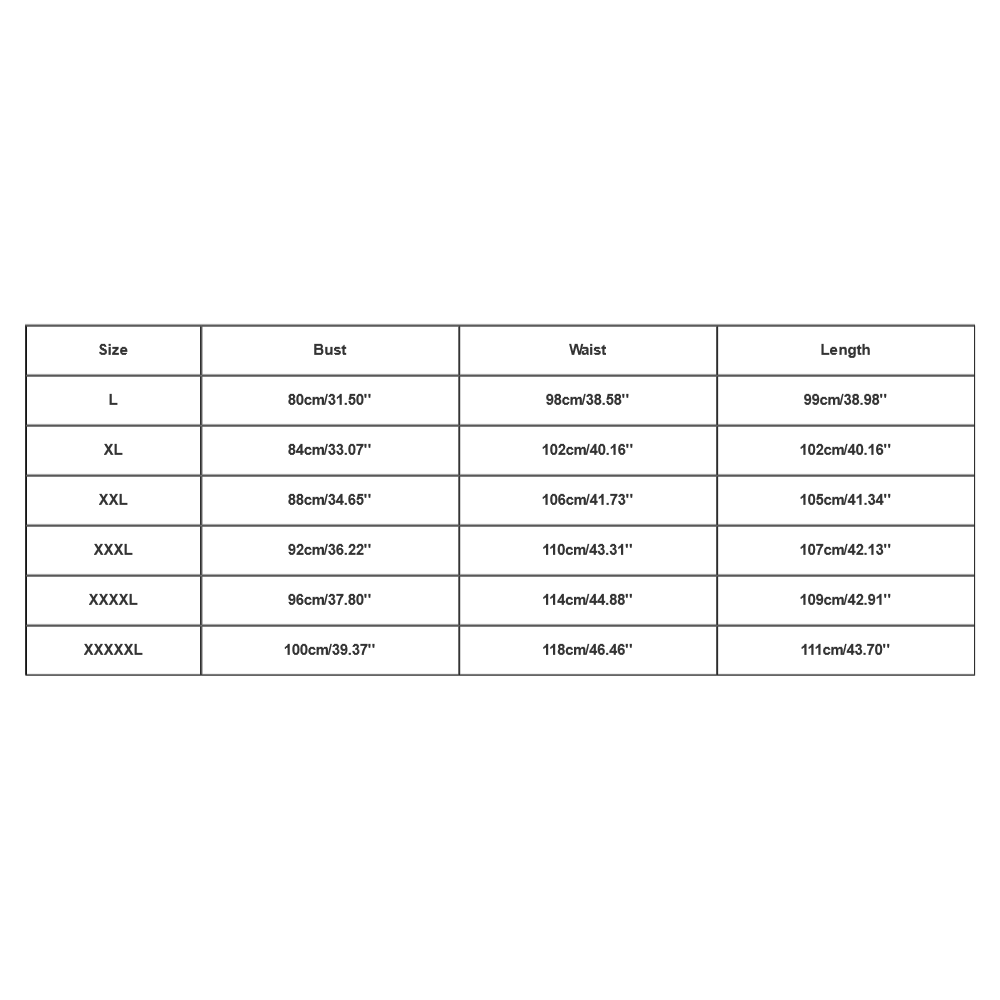 Size Bust Waist Length
L 80cm/31.50'' 98cm/38.58'' 99cm/38.98''
XL 84cm/33.07'' 102cm/40.16'' 102cm/40.16''
XXL 88cm/34.65'' 106cm/41.73'' 105cm/41.34''
XXXL 92cm/36.22'' 110cm/43.31'' 107cm/42.13''
XXXXL 96cm/37.80'' 114cm/44.88'' 109cm/42.91''
XXXXXL 100cm/39.37'' 118cm/46.46'' 111cm/43.70''